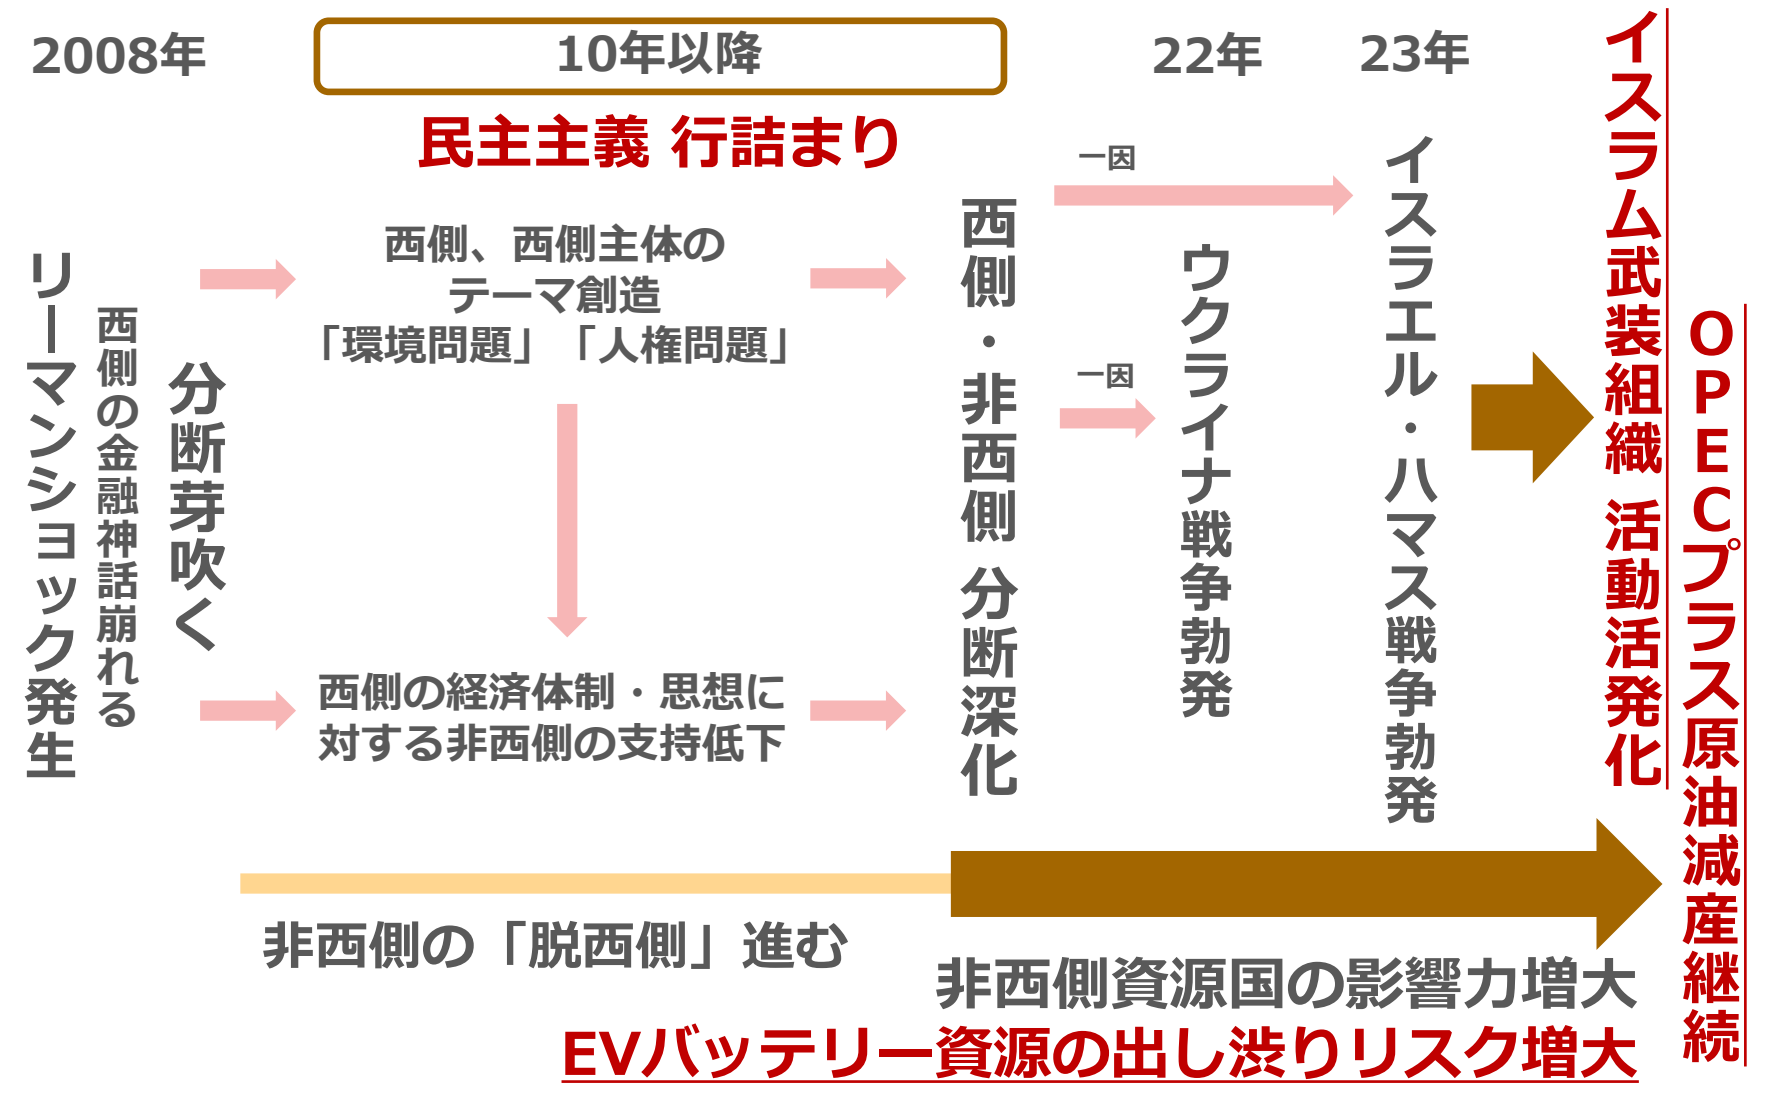 2008年
10年以降
22年
23年
民主主義 行詰まり
リーマンショック発生
西側の金融神話崩れる
分断芽吹く
西側、西側主体の
テーマ創造
「環境問題」「人権問題」
西側の経済体制・思想に
対する非西側の支持低下
西側・非西側 分断深化
一因
一因
ウクライナ戦争勃発
イスラエル・ハマス戦争勃発
イスラム武装組織 活動活発化
OPECプラス原油減産継続
非西側の「脱西側」進む
非西側資源国の影響力増大
EVバッテリー資源の出し渋りリスク増大